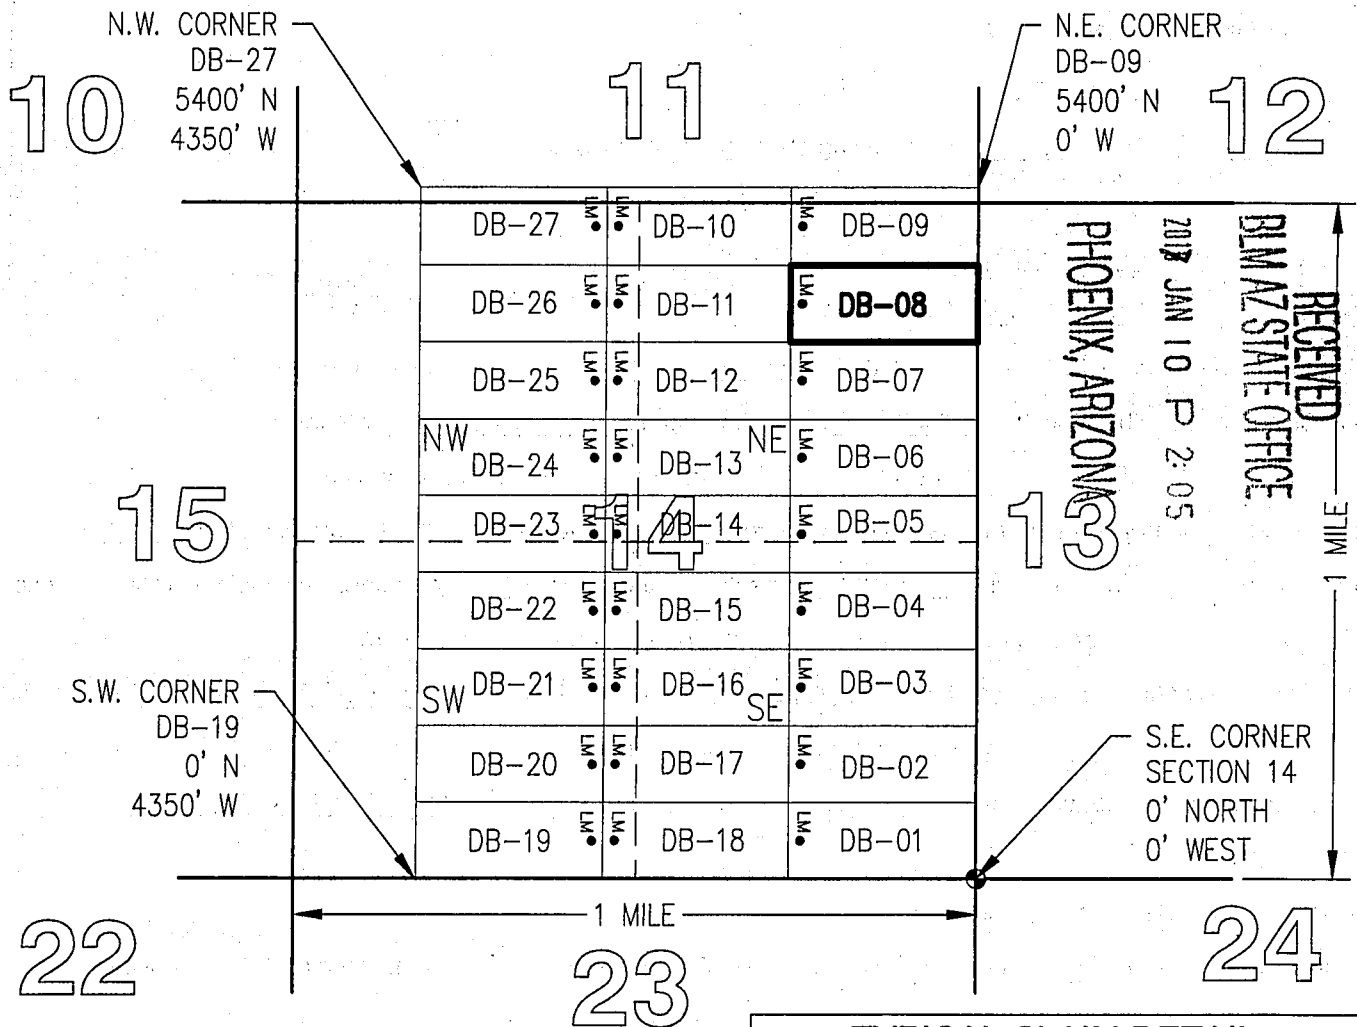 N.W. CORNER
DB-27
5400' N
4350' W
N.E. CORNER
DB-09
5400' N
0' W
10
11
12
LM LM LM
DB-27 DB-10 DB-09
LM LM LM
DB-26 DB-11 DB-08
LM LM LM
DB-25 DB-12 DB-07
NW LM LM NE LM
DB-24 DB-13 DB-06
LM LM LM
DB-23 DB-14 DB-05
15
14
13
LM LM LM
DB-22 DB-15 DB-04
LM LM LM
SW DB-21 DB-16 SE DB-03
LM LM LM
DB-20 DB-17 DB-02
LM LM LM
DB-19 DB-18 DB-01
RECEIVED
BLM AZ STATE OFFICE
JAN 10 P 2:05
PHOENIX, ARIZONA
1 MILE
S.W. CORNER
DB-19
0' N
4350' W
S.E. CORNER
SECTION 14
0' NORTH
0' WEST
1 MILE
22
23
24